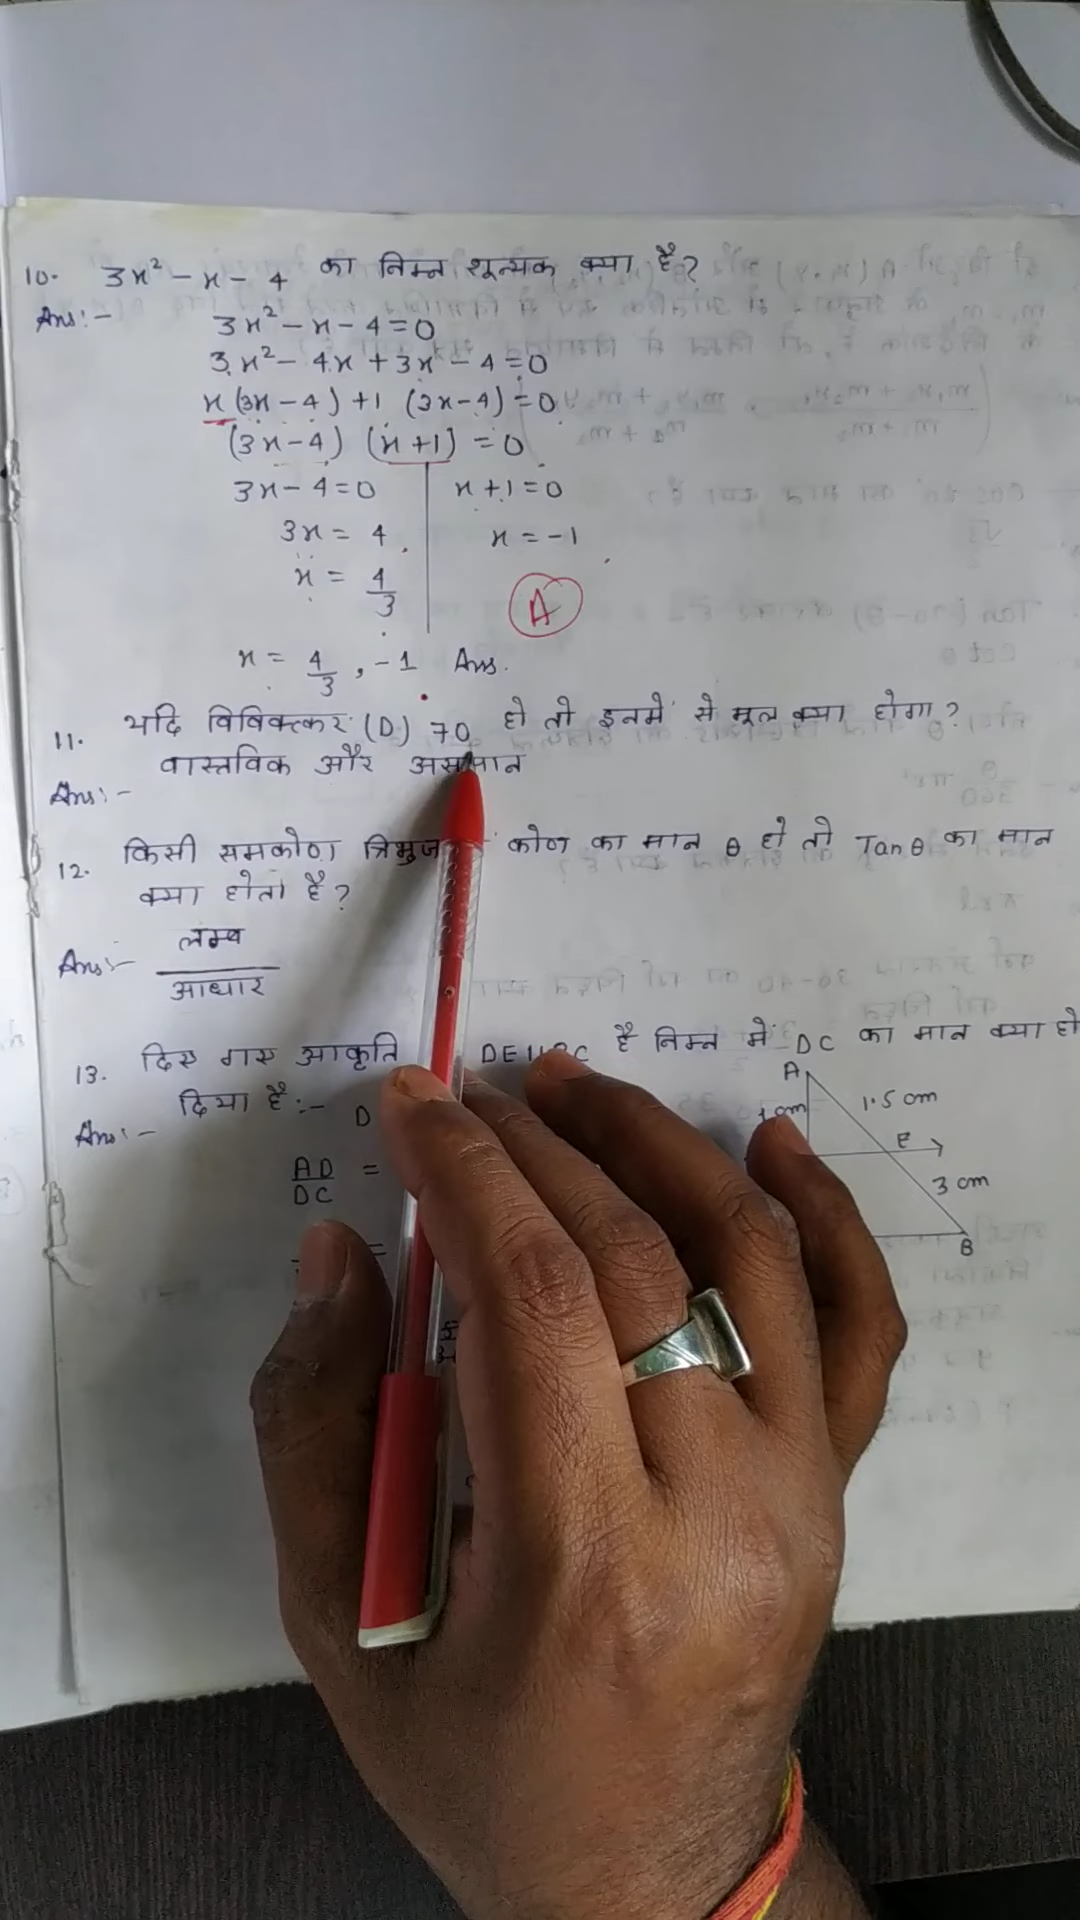 10. 3x² - x - 4 का निम्न शून्यक क्या है?
Ans:-
3x² - x - 4 = 0
3x² - 4x + 3x - 4 = 0
x (3x - 4) + 1 (3x - 4) = 0
(3x - 4) (x + 1) = 0
3x - 4 = 0 x + 1 = 0
3x = 4 x = -1
x = 4/3
A
x = 4/3, -1 Ans.
11. यदि विविक्तकर (D) 70 हो तो इनमें से मूल क्या होगा?
Ans:- वास्तविक और असमान
12. किसी समकोण त्रिभुज कोण का मान θ हो तो Tanθ का मान
क्या होता है?
Ans:- लम्ब/आधार
13. दिए गए आकृति DE||BC है निम्न में DC का मान क्या हो
Ans:- दिया है:- D
AD/DC =
=
A
1 cm 1.5 cm
E
3 cm
B